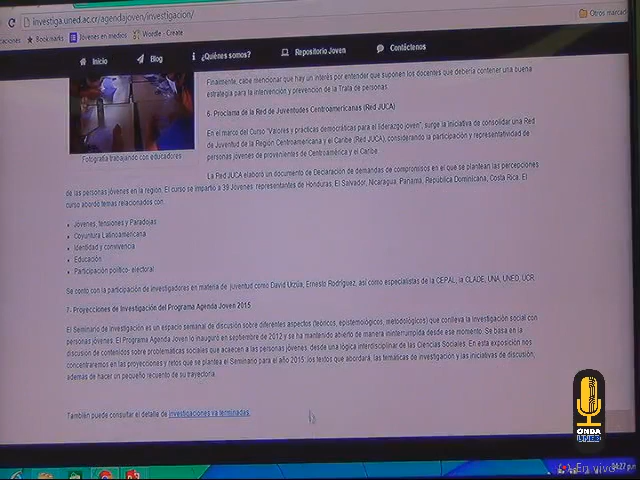 investiga.uned.ac.cr/agendajoven/investigacion/
Otros marcado
caciones Bookmarks Jóvenes en medios Wordle - Create
Inicio Blog ¿Quiénes somos? Repositorio Joven Contáctenos
Finalmente, cabe mencionar que hay un interés por entender que suponen los docentes que debería contener una buena
estrategia para la intervención y prevención de la Trata de personas.
6. Proclama de la Red de Juventudes Centroamericanas (Red JUCA)
En el marco del Curso "Valores y prácticas democráticas para el liderazgo joven", surge la iniciativa de consolidar una Red
de Juventud de la Región Centroamericana y el Caribe (Red JUCA), considerando la participación y representatividad de
personas jóvenes de provenientes de Centroamérica y el Caribe.
Fotografía trabajando con educadores
La Red JUCA elaboró un documento de Declaración de demandas de compromisos en el que se plantean las percepciones
de las personas jóvenes en la región. El curso se impartió a 39 Jóvenes representantes de Honduras, El Salvador, Nicaragua, Panamá, República Dominicana, Costa Rica. El
curso abordó temas relacionados con:
Jóvenes, tensiones y Paradojas
Coyuntura Latinoamericana
Identidad y convivencia
Educación
Participación político- electoral
Se contó con la participación de investigadores en materia de juventud como David Urzúa, Ernesto Rodríguez, así como especialistas de la CEPAL, la CLADE, UNA, UNED, UCR.
7. Proyecciones de Investigación del Programa Agenda Joven 2015
El Seminario de investigación es un espacio semanal de discusión sobre diferentes aspectos (teóricos, epistemológicos, metodológicos) que conlleva la investigación social con
personas jóvenes. El Programa Agenda Joven lo inauguró en septiembre de 2012 y se ha mantenido abierto de manera ininterrumpida desde ese momento. Se basa en la
discusión de contenidos sobre problemáticas sociales que acaecen a las personas jóvenes, desde una lógica interdisciplinar de las Ciencias Sociales. En esta exposición nos
concentraremos en las proyecciones y retos que se plantea el Seminario para el año 2015: los textos que abordará, las temáticas de investigación y las iniciativas de discusión,
además de hacer un pequeño recuento de su trayectoria.
También puede consultar el detalle de investigaciones ya terminadas.
ONDA
UNED
En vivo
04:27 p.m.